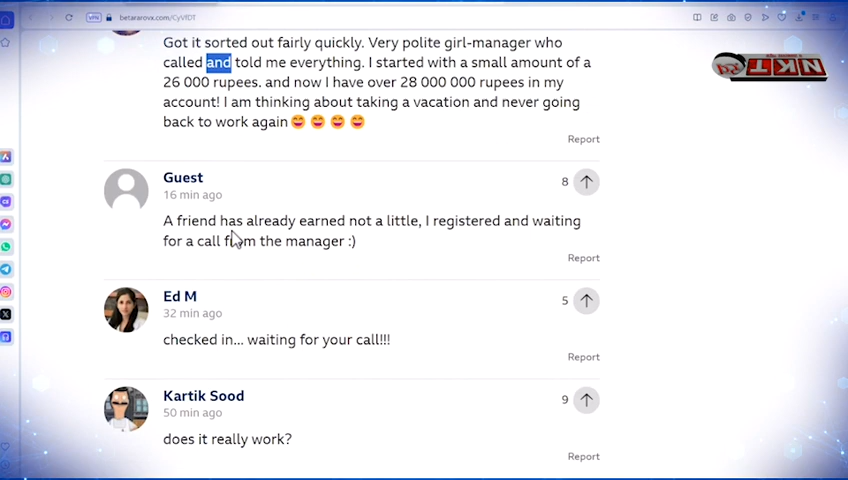 VPN betararovx.com/CyVfDT
Got it sorted out fairly quickly. Very polite girl-manager who
called and told me everything. I started with a small amount of a
26 000 rupees. and now I have over 28 000 000 rupees in my
account! I am thinking about taking a vacation and never going
back to work again😄 😄 😄 😄
Report
Guest
8
16 min ago
A friend has already earned not a little, I registered and waiting
for a call from the manager :)
Report
Ed M
5
32 min ago
checked in... waiting for your call!!!
Report
Kartik Sood
9
50 min ago
does it really work?
Report
NKTV